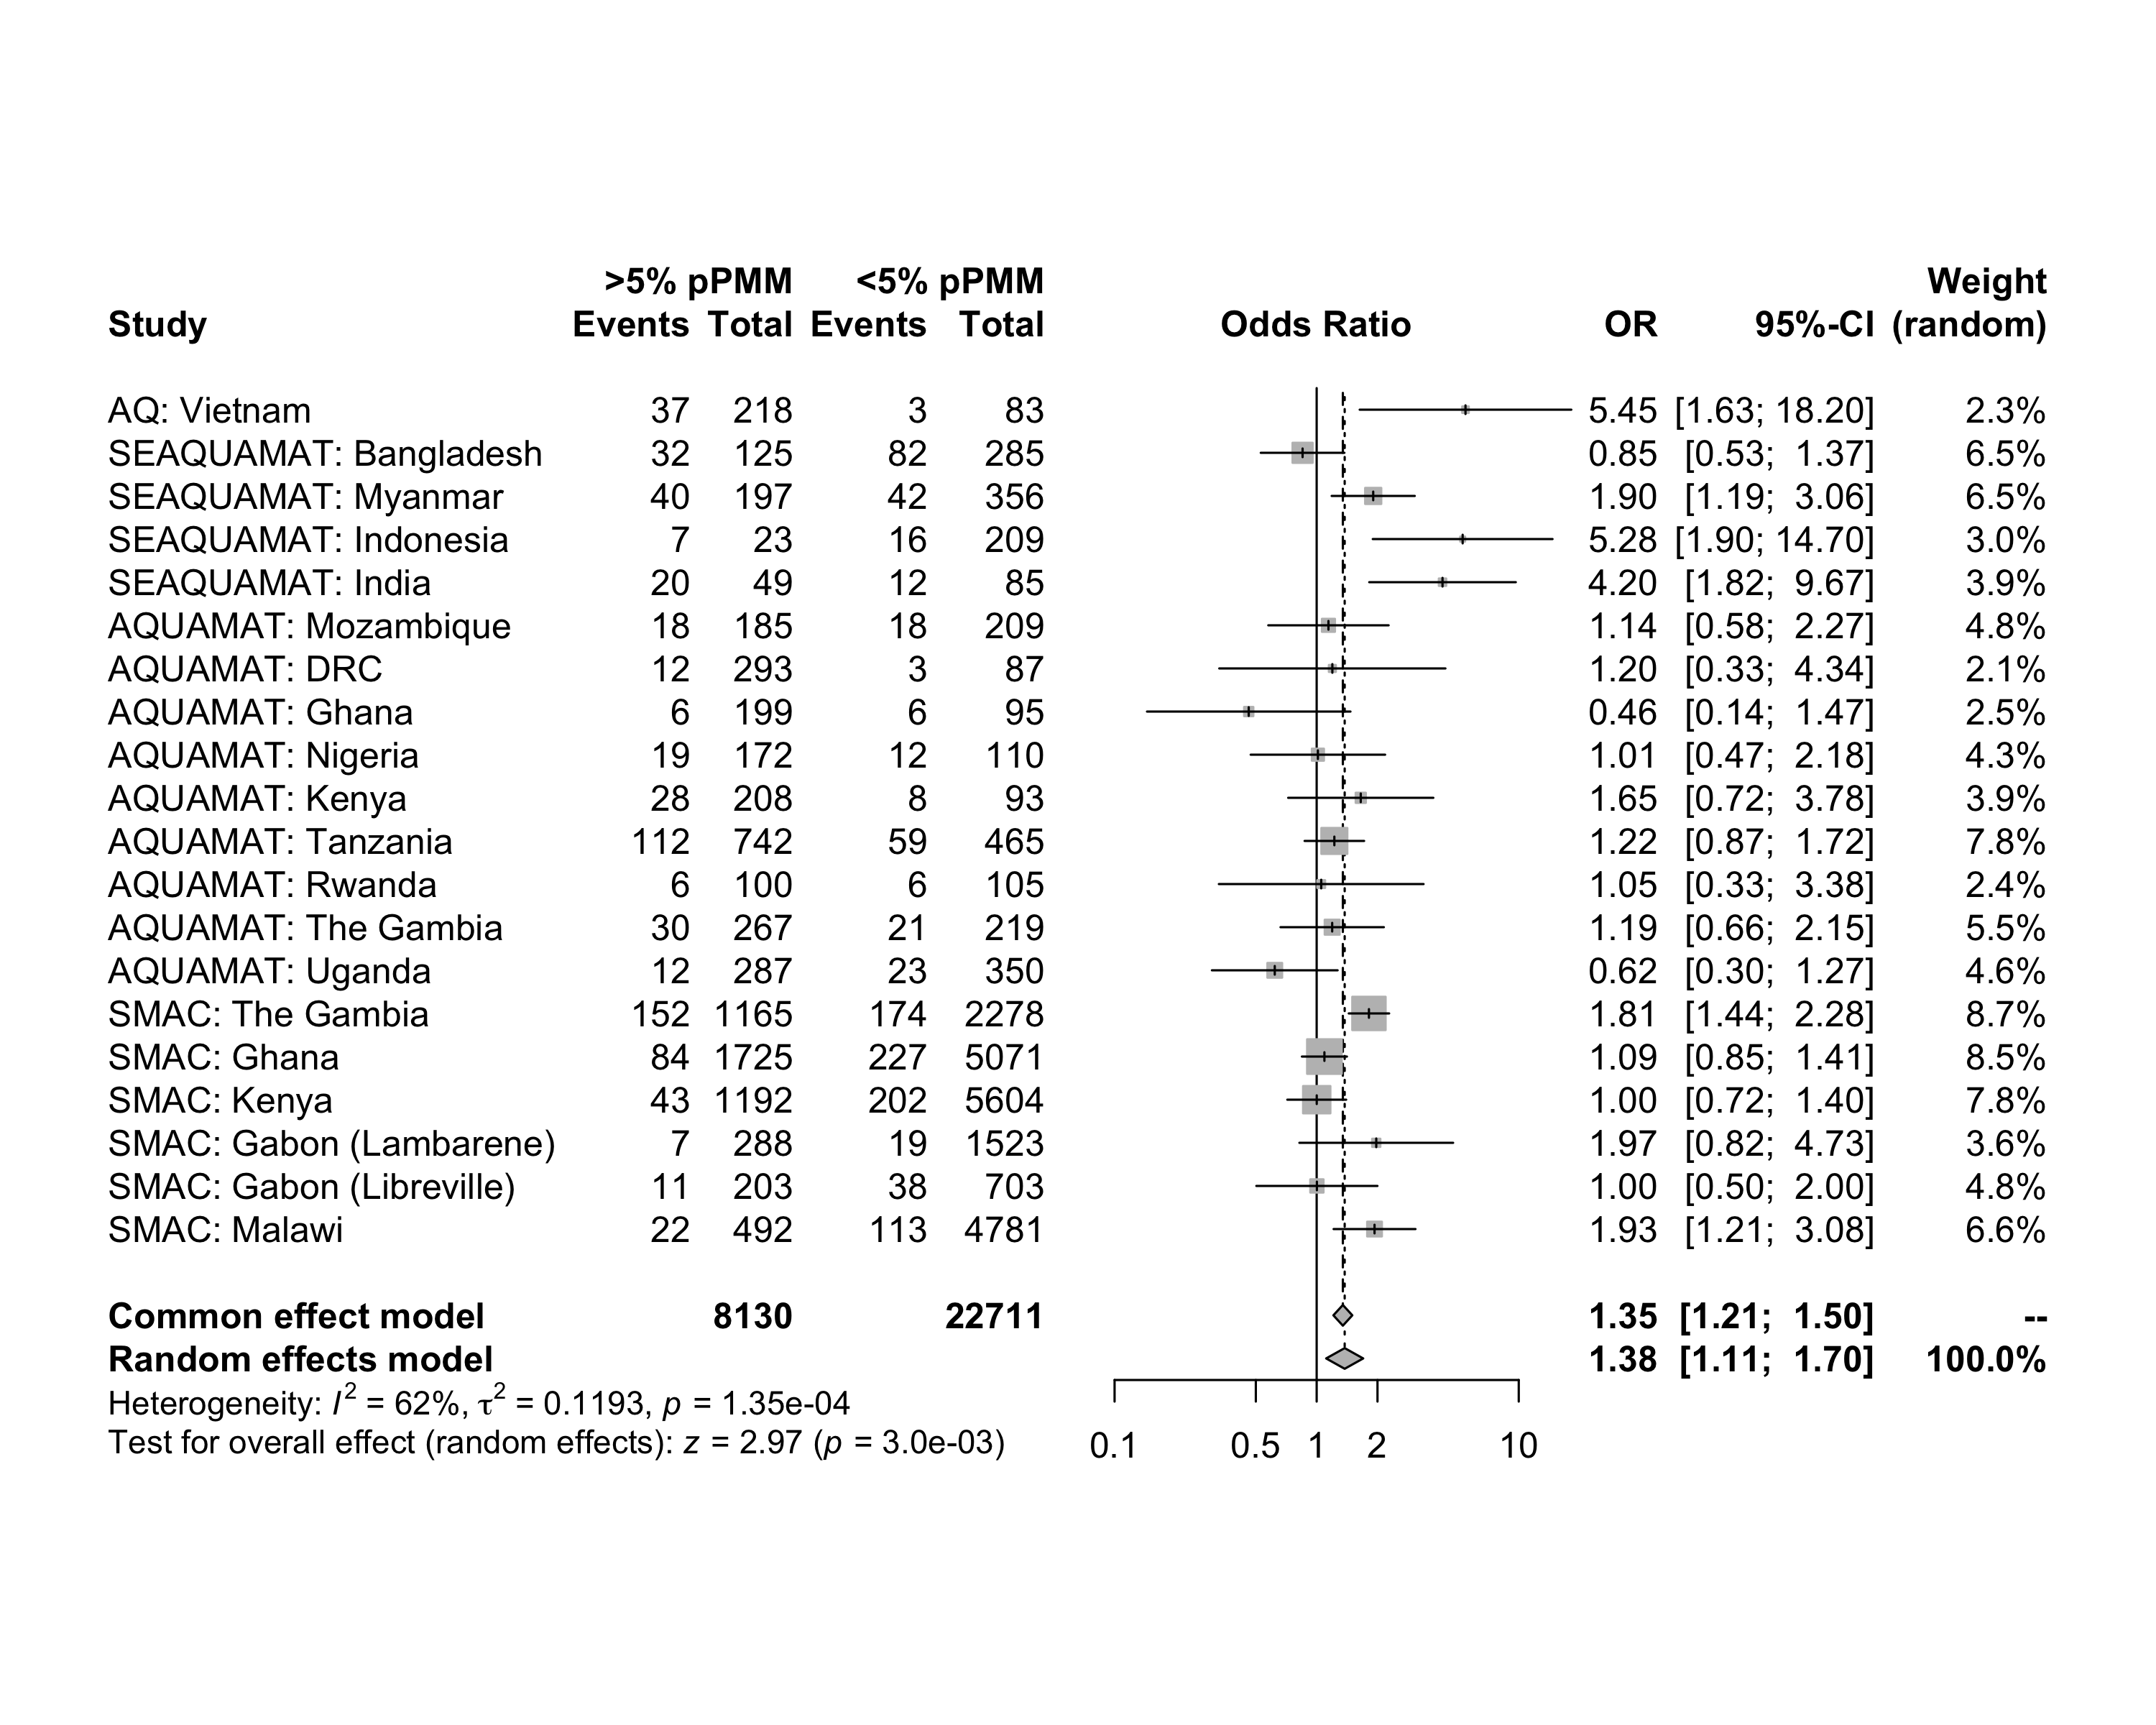 >5% pPMM <5% pPMM Weight
Study Events Total Events Total Odds Ratio OR 95%-CI (random)
AQ: Vietnam 37 218 3 83 5.45 [1.63; 18.20] 2.3%
SEAQUAMAT: Bangladesh 32 125 82 285 0.85 [0.53; 1.37] 6.5%
SEAQUAMAT: Myanmar 40 197 42 356 1.90 [1.19; 3.06] 6.5%
SEAQUAMAT: Indonesia 7 23 16 209 5.28 [1.90; 14.70] 3.0%
SEAQUAMAT: India 20 49 12 85 4.20 [1.82; 9.67] 3.9%
AQUAMAT: Mozambique 18 185 18 209 1.14 [0.58; 2.27] 4.8%
AQUAMAT: DRC 12 293 3 87 1.20 [0.33; 4.34] 2.1%
AQUAMAT: Ghana 6 199 6 95 0.46 [0.14; 1.47] 2.5%
AQUAMAT: Nigeria 19 172 12 110 1.01 [0.47; 2.18] 4.3%
AQUAMAT: Kenya 28 208 8 93 1.65 [0.72; 3.78] 3.9%
AQUAMAT: Tanzania 112 742 59 465 1.22 [0.87; 1.72] 7.8%
AQUAMAT: Rwanda 6 100 6 105 1.05 [0.33; 3.38] 2.4%
AQUAMAT: The Gambia 30 267 21 219 1.19 [0.66; 2.15] 5.5%
AQUAMAT: Uganda 12 287 23 350 0.62 [0.30; 1.27] 4.6%
SMAC: The Gambia 152 1165 174 2278 1.81 [1.44; 2.28] 8.7%
SMAC: Ghana 84 1725 227 5071 1.09 [0.85; 1.41] 8.5%
SMAC: Kenya 43 1192 202 5604 1.00 [0.72; 1.40] 7.8%
SMAC: Gabon (Lambarene) 7 288 19 1523 1.97 [0.82; 4.73] 3.6%
SMAC: Gabon (Libreville) 11 203 38 703 1.00 [0.50; 2.00] 4.8%
SMAC: Malawi 22 492 113 4781 1.93 [1.21; 3.08] 6.6%
Common effect model 8130 22711 1.35 [1.21; 1.50] --
Random effects model 1.38 [1.11; 1.70] 100.0%
Heterogeneity: I² = 62%, τ² = 0.1193, p = 1.35e-04
Test for overall effect (random effects): z = 2.97 (p = 3.0e-03)
0.1 0.5 1 2 10